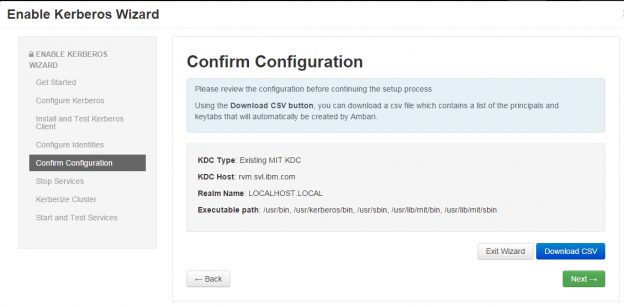 Enable Kerberos Wizard
ENABLE KERBEROS
WIZARD
Get Started
Configure Kerberos
Install and Test Kerberos
Client
Configure Identities
Confirm Configuration
Stop Services
Kerberize Cluster
Start and Test Services
Confirm Configuration
Please review the configuration before continuing the setup process
Using the Download CSV button, you can download a csv file which contains a list of the principals and
keytabs that will automatically be created by Ambari.
KDC Type: Existing MIT KDC
KDC Host: rvm.svl.ibm.com
Realm Name: LOCALHOST.LOCAL
Executable path: /usr/bin, /usr/kerberos/bin, /usr/sbin, /usr/lib/mit/bin, /usr/lib/mit/sbin
Exit Wizard Download CSV
← Back Next →